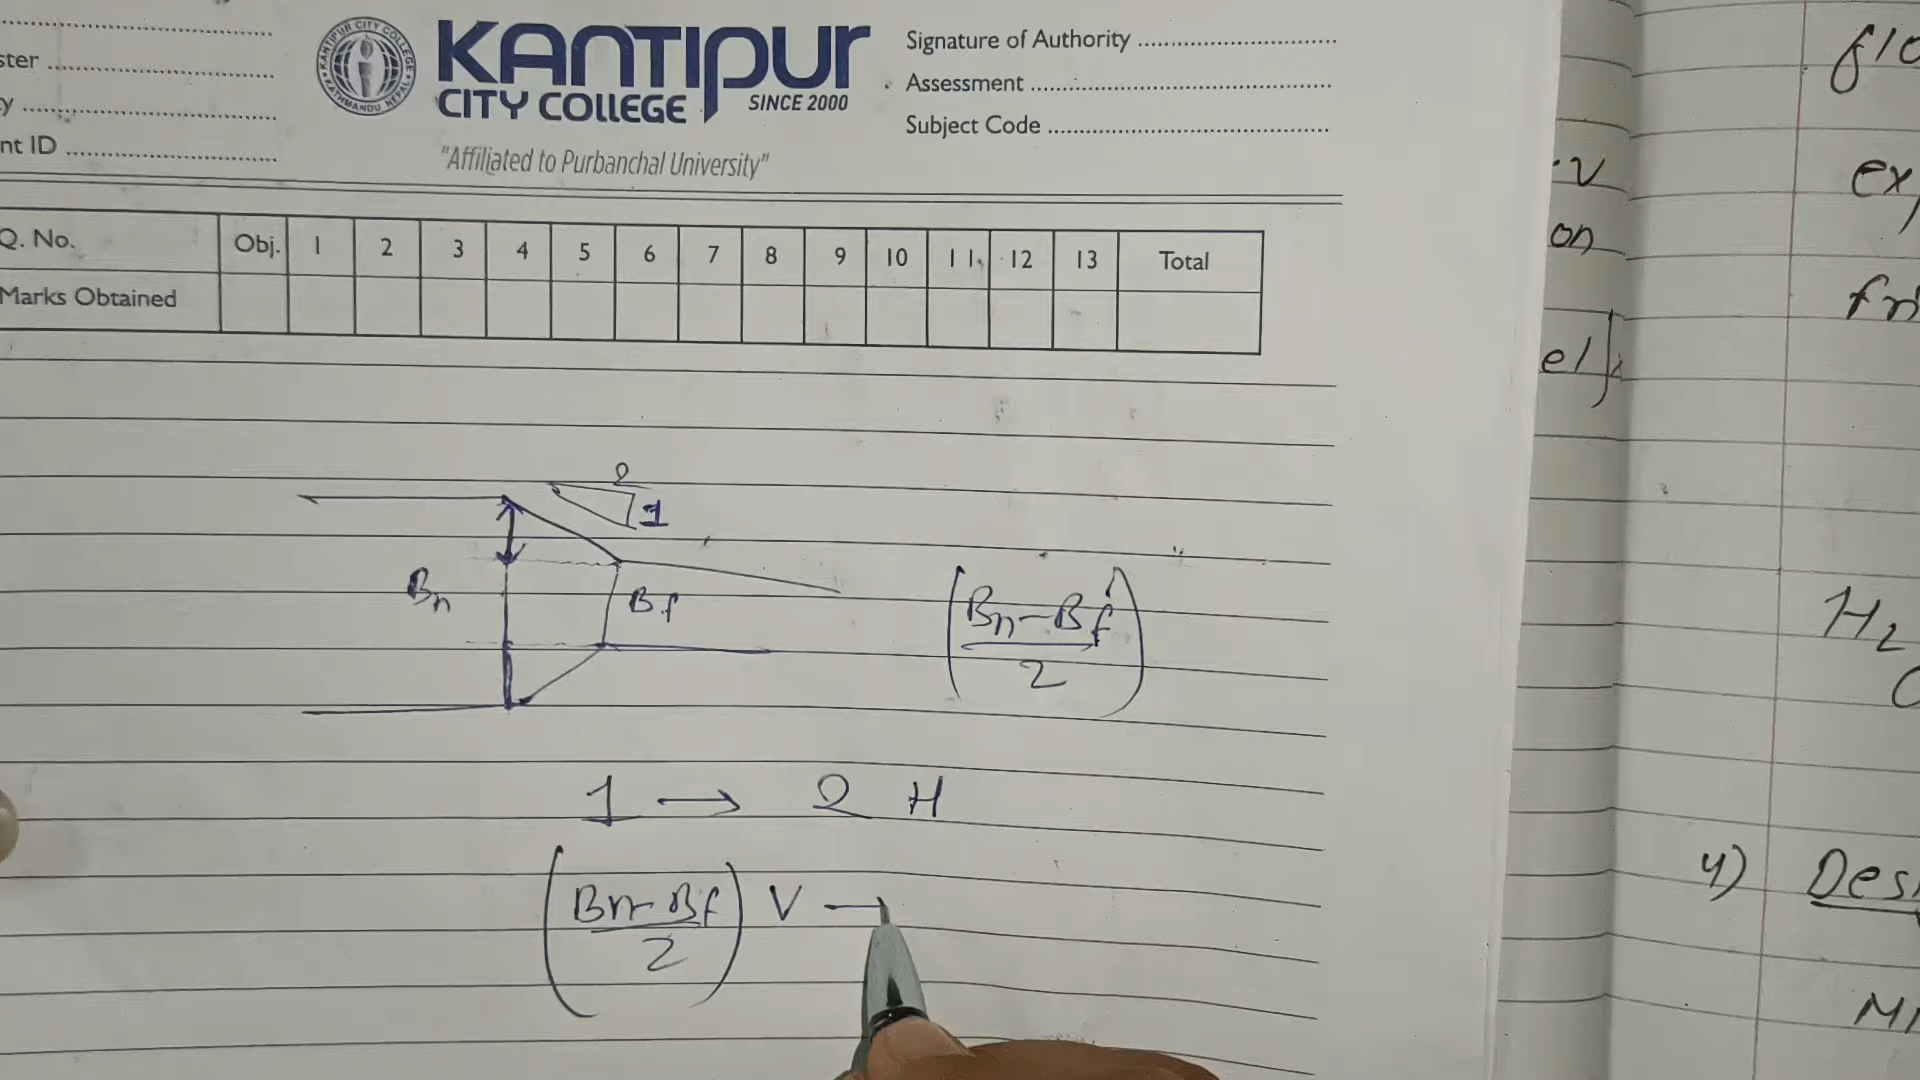 ster ........
y ........
nt ID ........
KANTIPUR
CITY COLLEGE SINCE 2000
"Affiliated to Purbanchal University"
Signature of Authority ........
Assessment ........
Subject Code ........
Q. No. Obj. 1 2 3 4 5 6 7 8 9 10 11 12 13 Total
Marks Obtained
2
1
Bn
Bf
(Bn-Bf/2)
1 → 2 H
(Bn-Bf/2) V →
on
el
ex
H2
4) Des